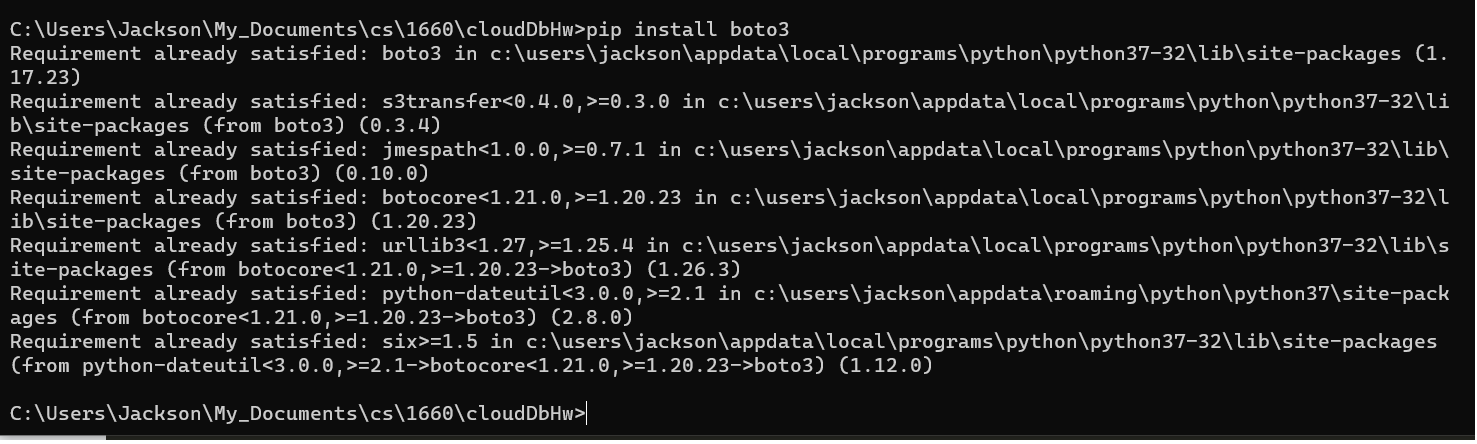 C:\Users\Jackson\My_Documents\cs\1660\cloudDbHw>pip install boto3
Requirement already satisfied: boto3 in c:\users\jackson\appdata\local\programs\python\python37-32\lib\site-packages (1.
17.23)
Requirement already satisfied: s3transfer<0.4.0,>=0.3.0 in c:\users\jackson\appdata\local\programs\python\python37-32\li
b\site-packages (from boto3) (0.3.4)
Requirement already satisfied: jmespath<1.0.0,>=0.7.1 in c:\users\jackson\appdata\local\programs\python\python37-32\lib\
site-packages (from boto3) (0.10.0)
Requirement already satisfied: botocore<1.21.0,>=1.20.23 in c:\users\jackson\appdata\local\programs\python\python37-32\l
ib\site-packages (from boto3) (1.20.23)
Requirement already satisfied: urllib3<1.27,>=1.25.4 in c:\users\jackson\appdata\local\programs\python\python37-32\lib\s
ite-packages (from botocore<1.21.0,>=1.20.23->boto3) (1.26.3)
Requirement already satisfied: python-dateutil<3.0.0,>=2.1 in c:\users\jackson\appdata\roaming\python\python37\site-pack
ages (from botocore<1.21.0,>=1.20.23->boto3) (2.8.0)
Requirement already satisfied: six>=1.5 in c:\users\jackson\appdata\local\programs\python\python37-32\lib\site-packages
(from python-dateutil<3.0.0,>=2.1->botocore<1.21.0,>=1.20.23->boto3) (1.12.0)
C:\Users\Jackson\My_Documents\cs\1660\cloudDbHw>